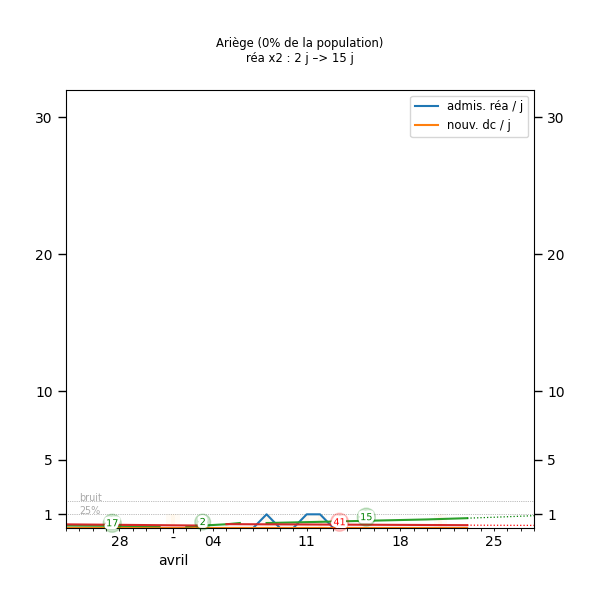 Ariège (0% de la population)
réa x2 : 2 j –> 15 j
admis. réa / j
nouv. dc / j
30 30
20 20
10 10
5 5
bruit
25%
1 1
17 2 41 15
28 - 04 11 18 25
avril